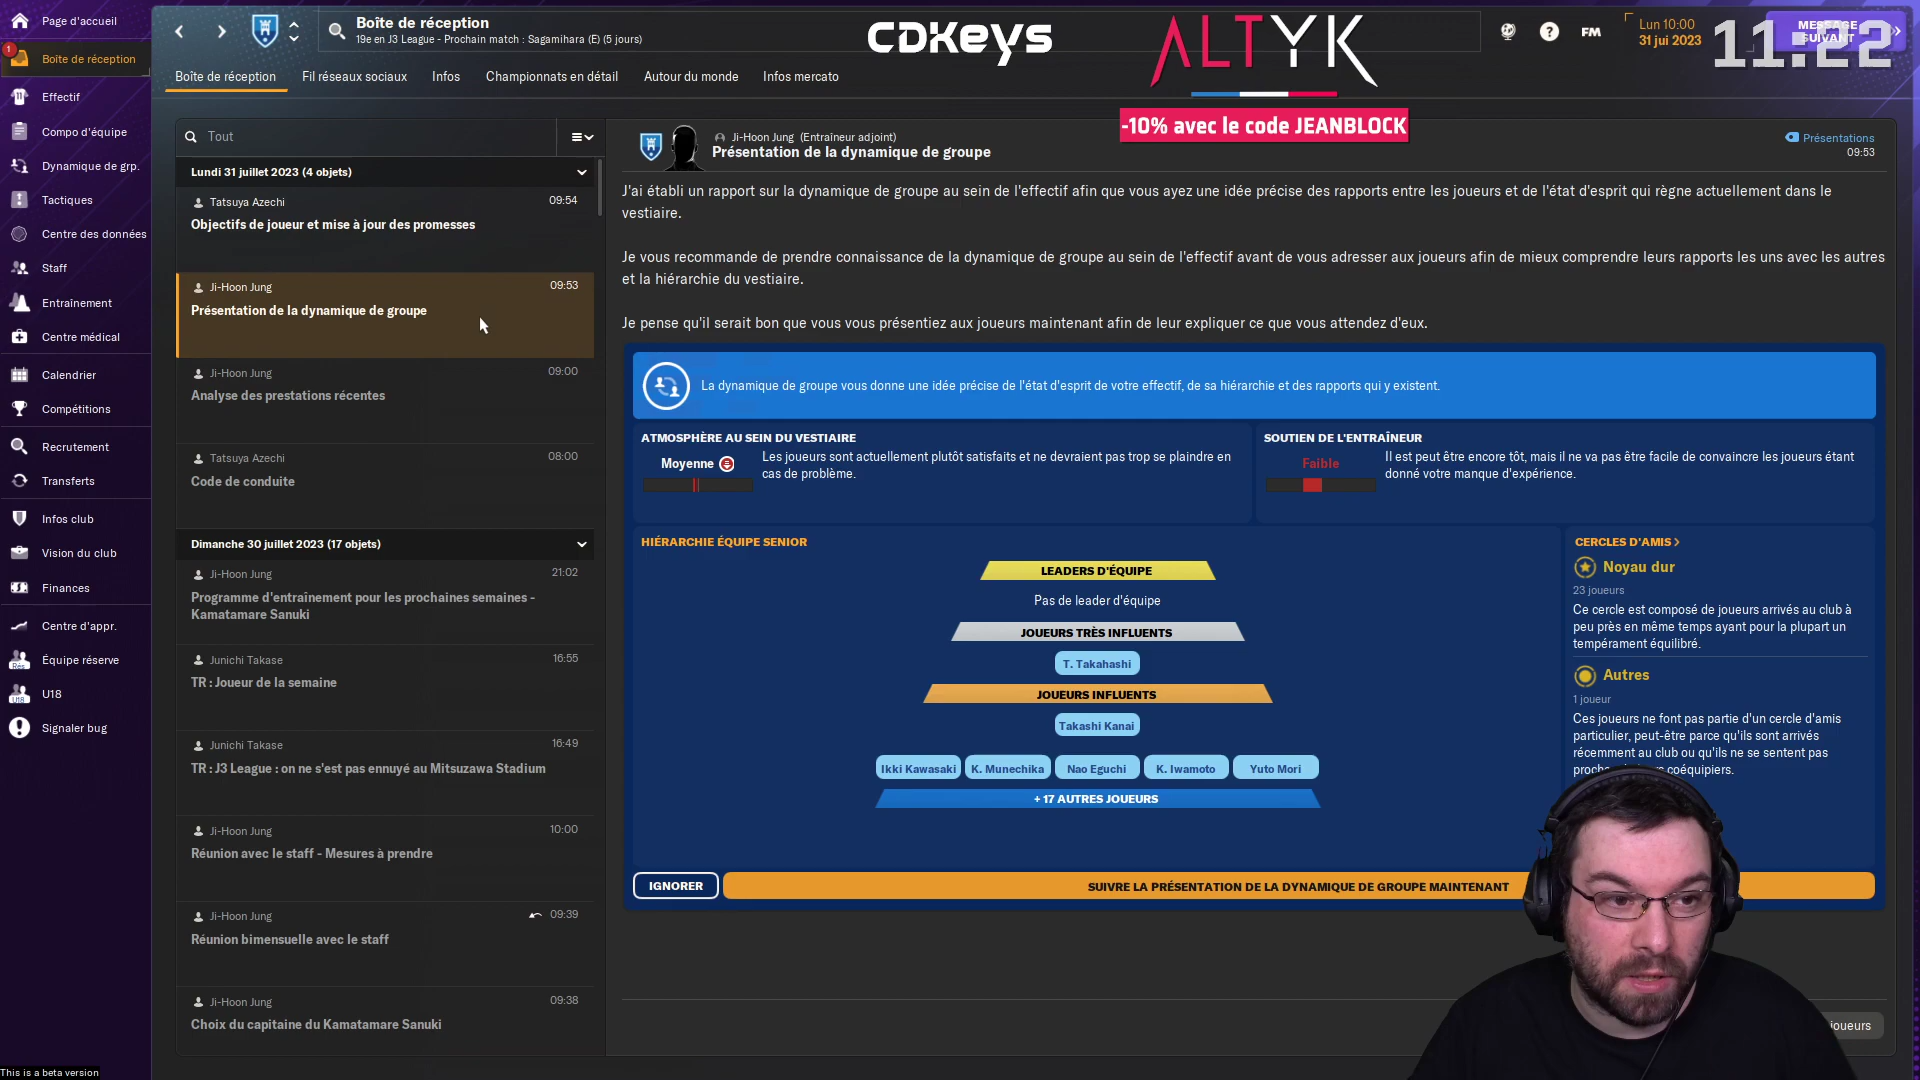 Page d'accueil
1
Boîte de réception
Effectif
Compo d'équipe
Dynamique de grp.
Tactiques
Centre des données
Staff
Entraînement
Centre médical
Calendrier
Compétitions
Recrutement
Transferts
Infos club
Vision du club
Finances
Centre d'appr.
Équipe réserve
U18
Signaler bug
This is a beta version
Boîte de réception
19e en J3 League - Prochain match : Sagamihara (E) (5 jours)
CDKeys
ALTYK
-10% avec le code JEANBLOCK
FM
Lun 10:00
31 jui 2023
MESSAGE
SUIVANT
11:22
Boîte de réception
Fil réseaux sociaux
Infos
Championnats en détail
Autour du monde
Infos mercato
Tout
Lundi 31 juillet 2023 (4 objets)
Tatsuya Azechi 09:54
Objectifs de joueur et mise à jour des promesses
Ji-Hoon Jung 09:53
Présentation de la dynamique de groupe
Ji-Hoon Jung 09:00
Analyse des prestations récentes
Tatsuya Azechi 08:00
Code de conduite
Dimanche 30 juillet 2023 (17 objets)
Ji-Hoon Jung 21:02
Programme d'entraînement pour les prochaines semaines -
Kamatamare Sanuki
Junichi Takase 16:55
TR : Joueur de la semaine
Junichi Takase 16:49
TR : J3 League : on ne s'est pas ennuyé au Mitsuzawa Stadium
Ji-Hoon Jung 10:00
Réunion avec le staff - Mesures à prendre
Ji-Hoon Jung 09:39
Réunion bimensuelle avec le staff
Ji-Hoon Jung 09:38
Choix du capitaine du Kamatamare Sanuki
Ji-Hoon Jung (Entraîneur adjoint)
Présentation de la dynamique de groupe
Présentations
09:53
J'ai établi un rapport sur la dynamique de groupe au sein de l'effectif afin que vous ayez une idée précise des rapports entre les joueurs et de l'état d'esprit qui règne actuellement dans le
vestiaire.
Je vous recommande de prendre connaissance de la dynamique de groupe au sein de l'effectif avant de vous adresser aux joueurs afin de mieux comprendre leurs rapports les uns avec les autres
et la hiérarchie du vestiaire.
Je pense qu'il serait bon que vous vous présentiez aux joueurs maintenant afin de leur expliquer ce que vous attendez d'eux.
La dynamique de groupe vous donne une idée précise de l'état d'esprit de votre effectif, de sa hiérarchie et des rapports qui y existent.
ATMOSPHÈRE AU SEIN DU VESTIAIRE
Moyenne
Les joueurs sont actuellement plutôt satisfaits et ne devraient pas trop se plaindre en
cas de problème.
SOUTIEN DE L'ENTRAÎNEUR
Faible
Il est peut être encore tôt, mais il ne va pas être facile de convaincre les joueurs étant
donné votre manque d'expérience.
HIÉRARCHIE ÉQUIPE SENIOR
LEADERS D'ÉQUIPE
Pas de leader d'équipe
JOUEURS TRÈS INFLUENTS
T. Takahashi
JOUEURS INFLUENTS
Takashi Kanai
Ikki Kawasaki K. Munechika Nao Eguchi K. Iwamoto Yuto Mori
+ 17 AUTRES JOUEURS
CERCLES D'AMIS >
Noyau dur
23 joueurs
Ce cercle est composé de joueurs arrivés au club à
peu près en même temps ayant pour la plupart un
tempérament équilibré.
Autres
1 joueur
Ces joueurs ne font pas partie d'un cercle d'amis
particulier, peut-être parce qu'ils sont arrivés
récemment au club ou qu'ils ne se sentent pas
coéquipiers.
IGNORER
SUIVRE LA PRÉSENTATION DE LA DYNAMIQUE DE GROUPE MAINTENANT
joueurs